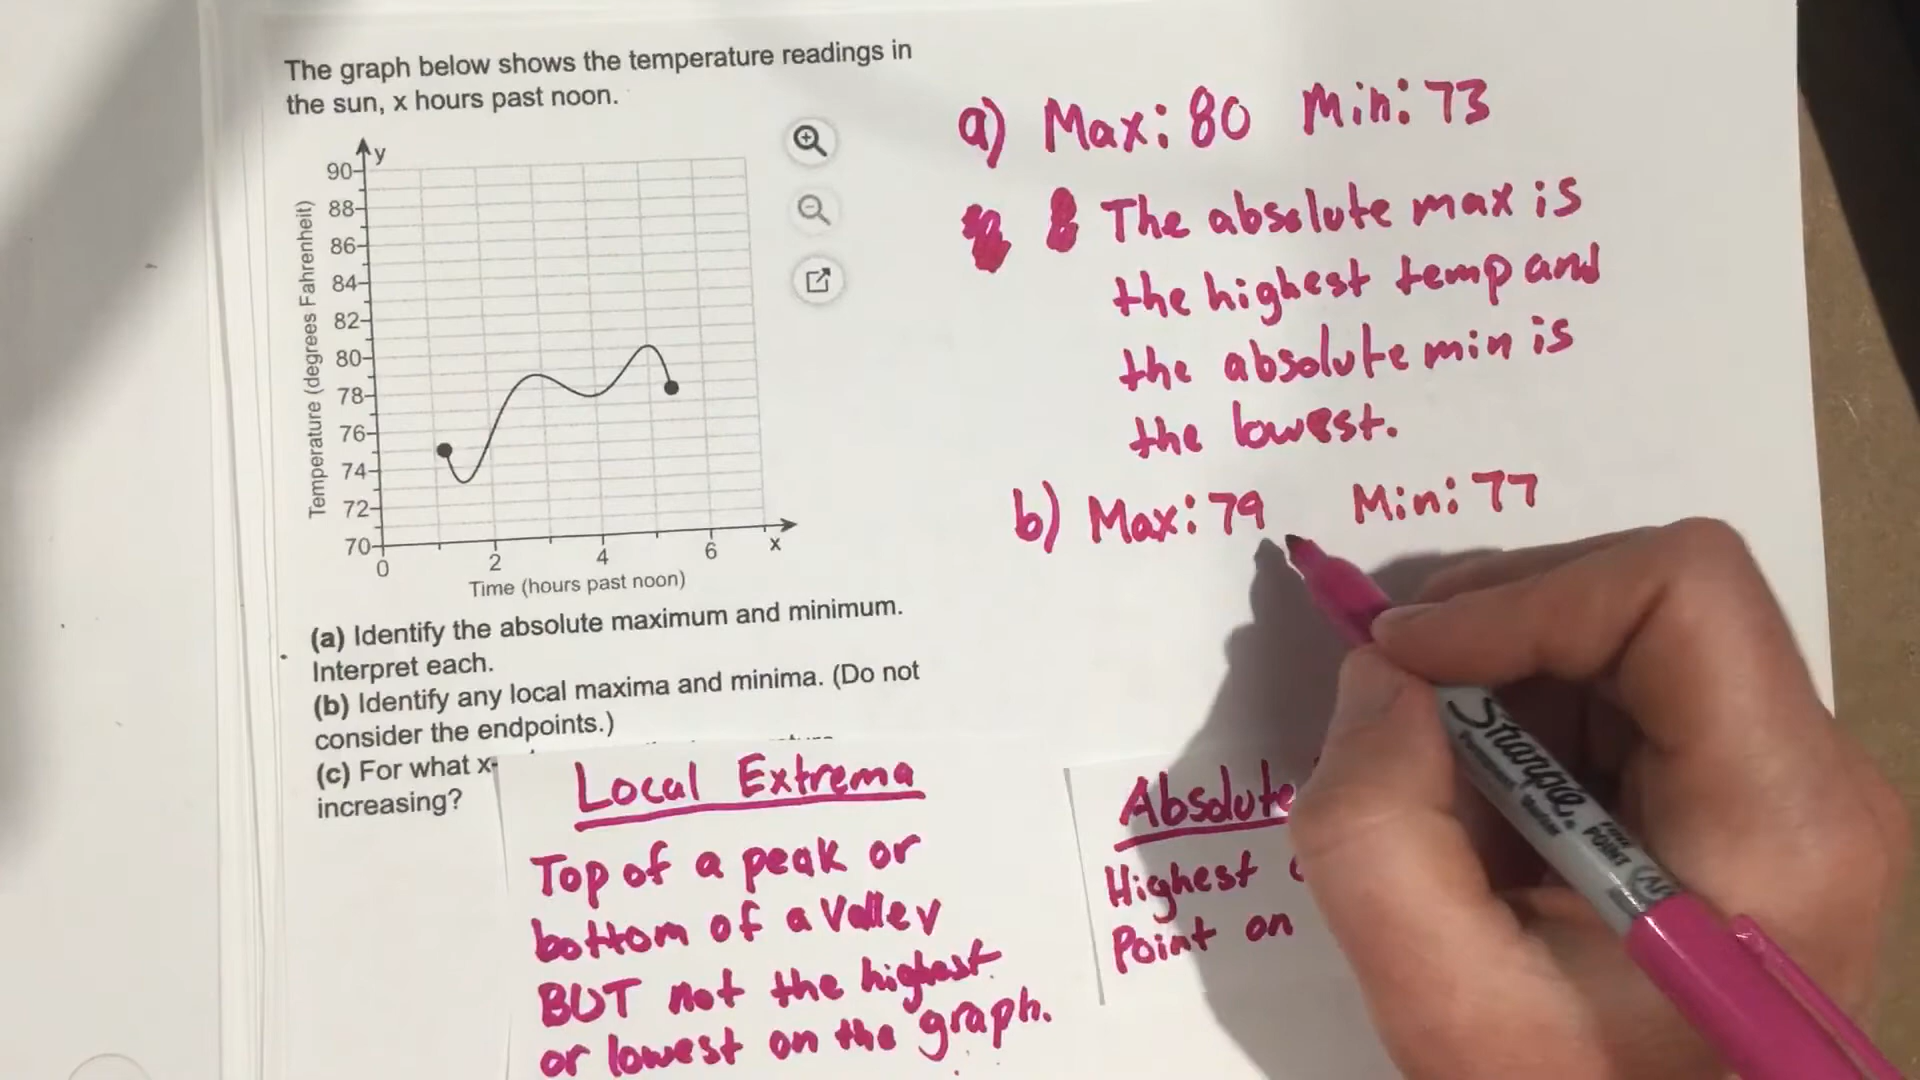 The graph below shows the temperature readings in
the sun, x hours past noon.
y
90
88
86
84
82
80
78
76
74
72
70
Temperature (degrees Fahrenheit)
0
2
4
6
x
Time (hours past noon)
(a) Identify the absolute maximum and minimum.
Interpret each.
(b) Identify any local maxima and minima. (Do not
consider the endpoints.)
(c) For what x-
increasing?
a) Max: 80 Min: 73
The absolute max is
the highest temp and
the absolute min is
the lowest.
b) Max: 79 Min: 77
Local Extrema
Top of a peak or
bottom of a Valley
BUT not the highest
or lowest on the graph.
Absolute
Highest
Point on
Sharpie
FINE
POINT